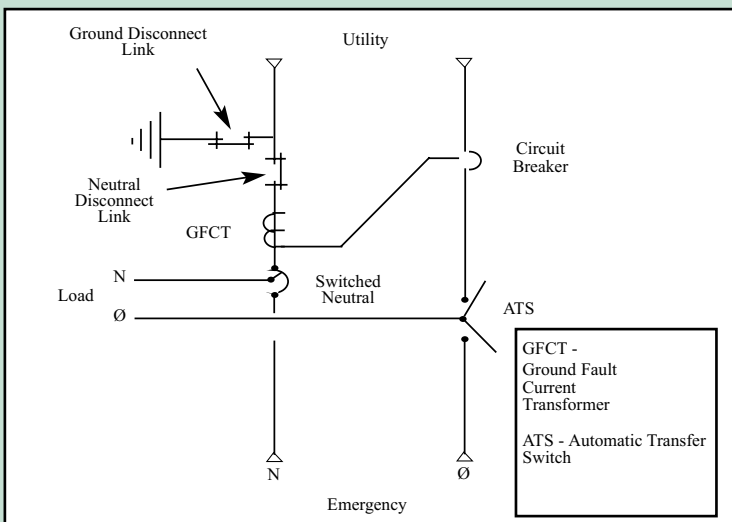 Ground Disconnect
Link
Utility
Circuit
Breaker
Neutral
Disconnect
Link
GFCT
N
Switched
Neutral
Load
ATS
Ø
GFCT -
Ground Fault
Current
Transformer
ATS - Automatic Transfer
Switch
N
Ø
Emergency